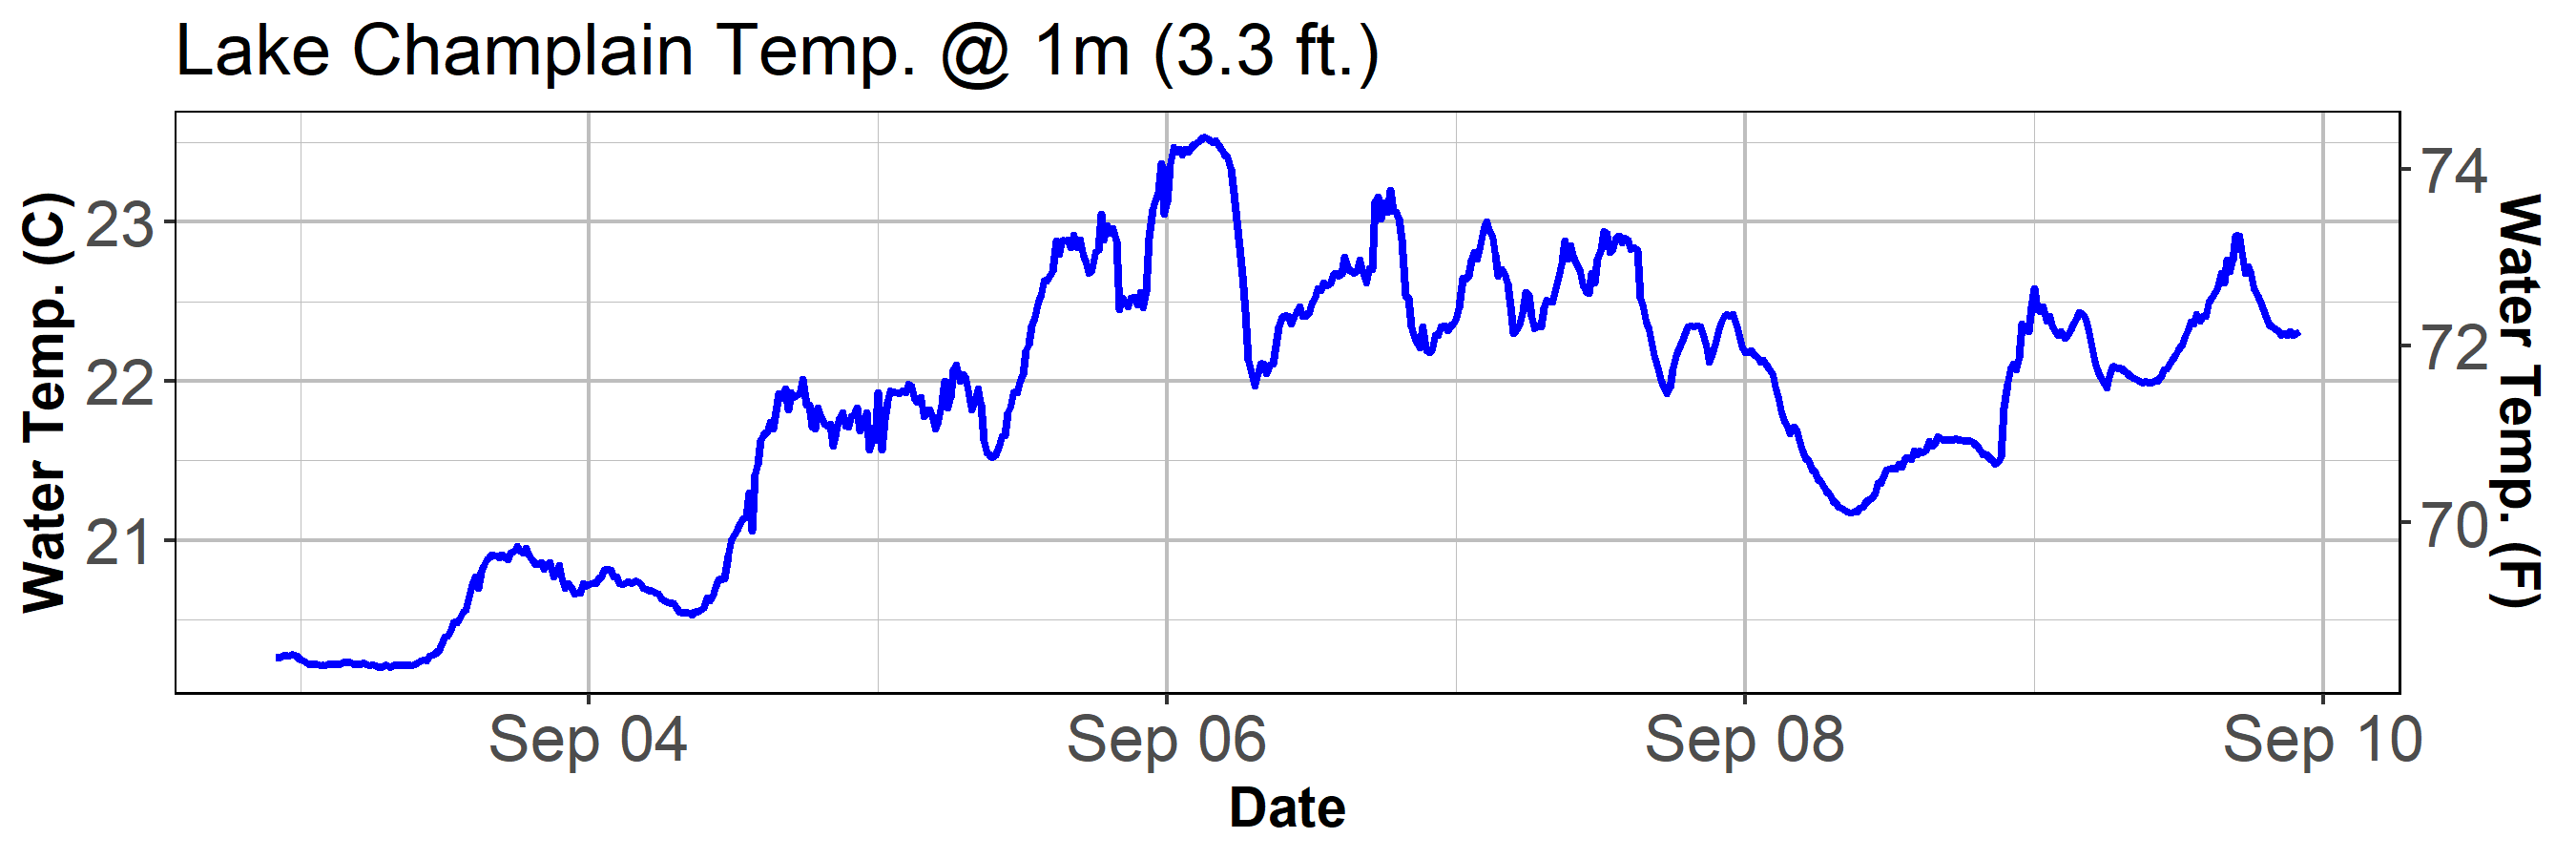 Lake Champlain Temp. @ 1m (3.3 ft.)
Water Temp. (C)
23
22
21
74
72
70
Water Temp. (F)
Sep 04 Sep 06 Sep 08 Sep 10
Date